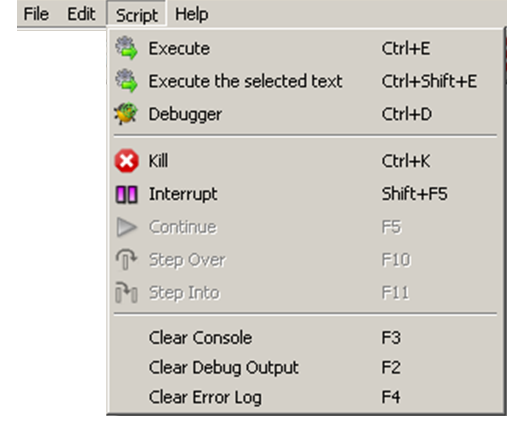 File Edit Script Help
Execute Ctrl+E
Execute the selected text Ctrl+Shift+E
Debugger Ctrl+D
Kill Ctrl+K
Interrupt Shift+F5
Continue F5
Step Over F10
Step Into F11
Clear Console F3
Clear Debug Output F2
Clear Error Log F4